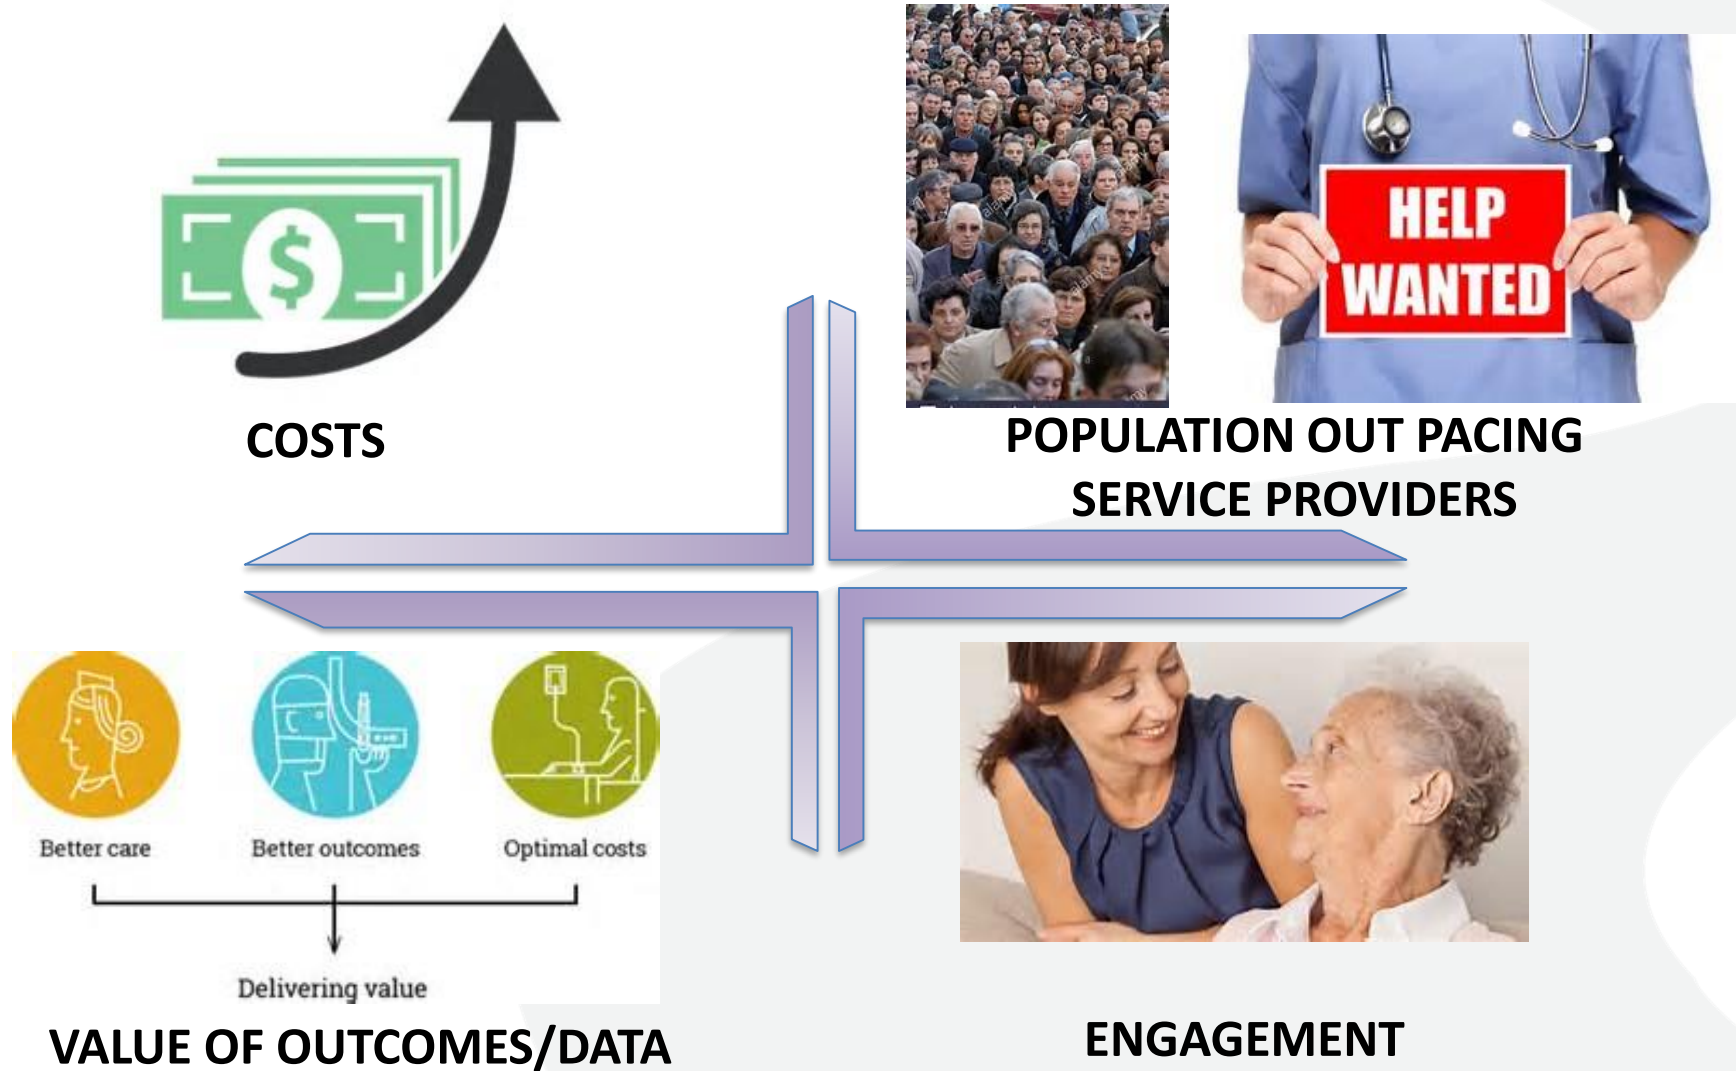 $
COSTS
HELP
WANTED
POPULATION OUT PACING
SERVICE PROVIDERS
Better care
Better outcomes
Optimal costs
Delivering value
VALUE OF OUTCOMES/DATA
ENGAGEMENT